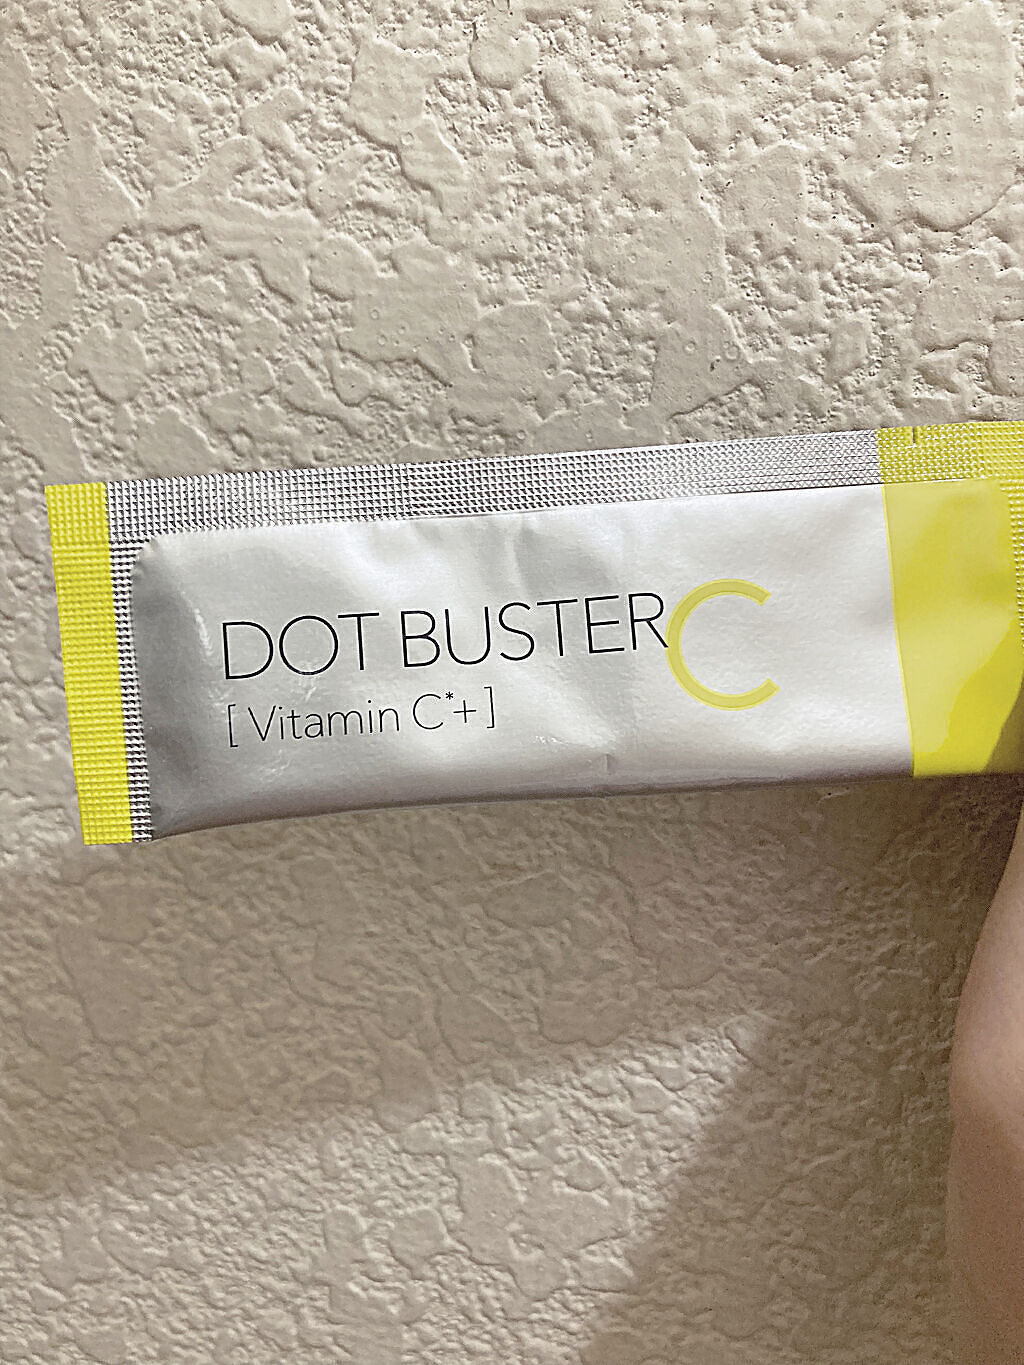 DOT BUSTER C
[ Vitamin C*+]